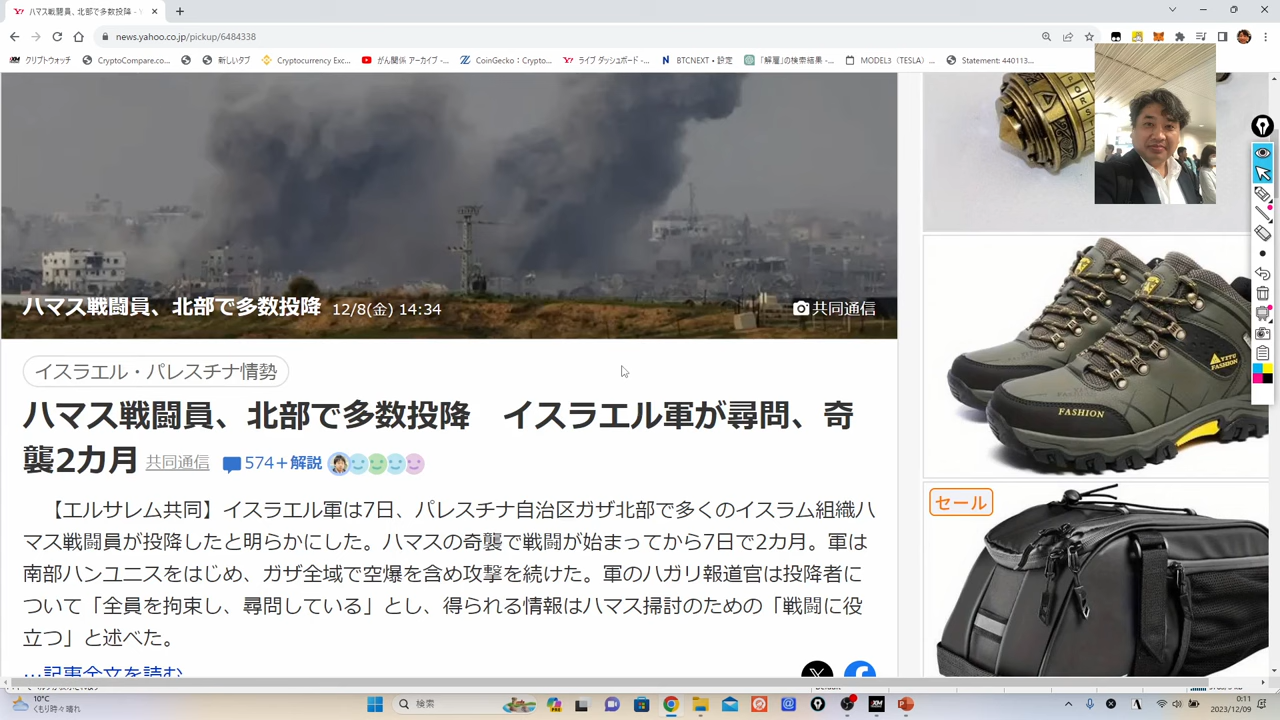 ハマス戦闘員、北部で多数投降 -
news.yahoo.co.jp/pickup/6484338
クリプトウォッチ
CryptoCompare.co...
新しいタブ
Cryptocurrency Exc...
がん関係 アーカイブ -...
CoinGecko：Crypto...
ライブ ダッシュボード -...
BTCNEXT • 設定
「解雇」の検索結果 -...
MODEL3（TESLA）...
Statement: 440113...
ハマス戦闘員、北部で多数投降 12/8(金) 14:34
共同通信
イスラエル・パレスチナ情勢
ハマス戦闘員、北部で多数投降　イスラエル軍が尋問、奇
襲2カ月 共同通信 574＋解説
【エルサレム共同】イスラエル軍は7日、パレスチナ自治区ガザ北部で多くのイスラム組織ハ
マス戦闘員が投降したと明らかにした。ハマスの奇襲で戦闘が始まってから7日で2カ月。軍は
南部ハンユニスをはじめ、ガザ全域で空爆を含め攻撃を続けた。軍のハガリ報道官は投降者に
ついて「全員を拘束し、尋問している」とし、得られる情報はハマス掃討のための「戦闘に役
立つ」と述べた。
...記事全文を読む
YIYU
FASHION
FASHION
セール
10℃
くもり時々晴れ
検索
A
0:11
2023/12/09